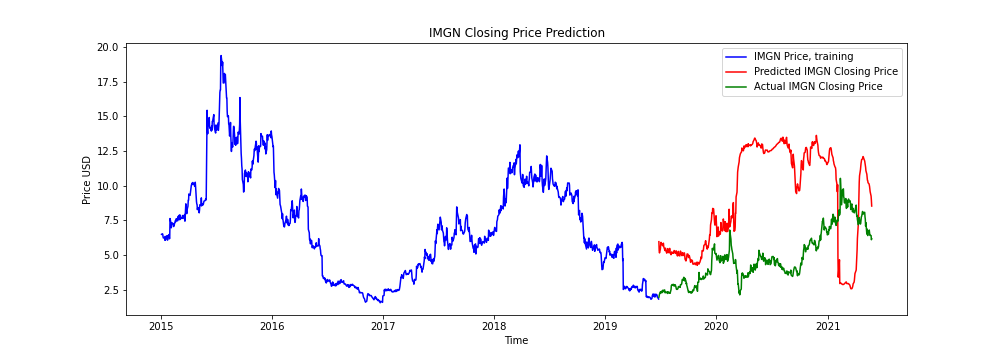 IMGN Closing Price Prediction
IMGN Price, training
Predicted IMGN Closing Price
Actual IMGN Closing Price
Price USD
20.0
17.5
15.0
12.5
10.0
7.5
5.0
2.5
2015 2016 2017 2018 2019 2020 2021
Time